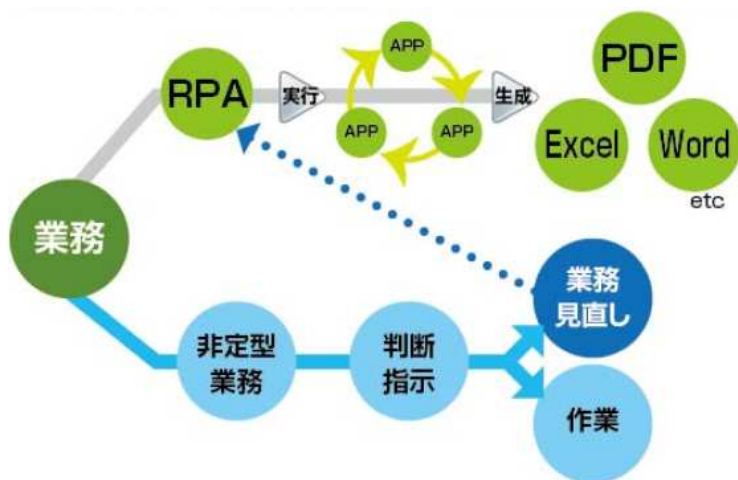 RPA
実行
APP
APP
APP
生成
PDF
Excel
Word
etc
業務
非定型
業務
判断
指示
業務
見直し
作業